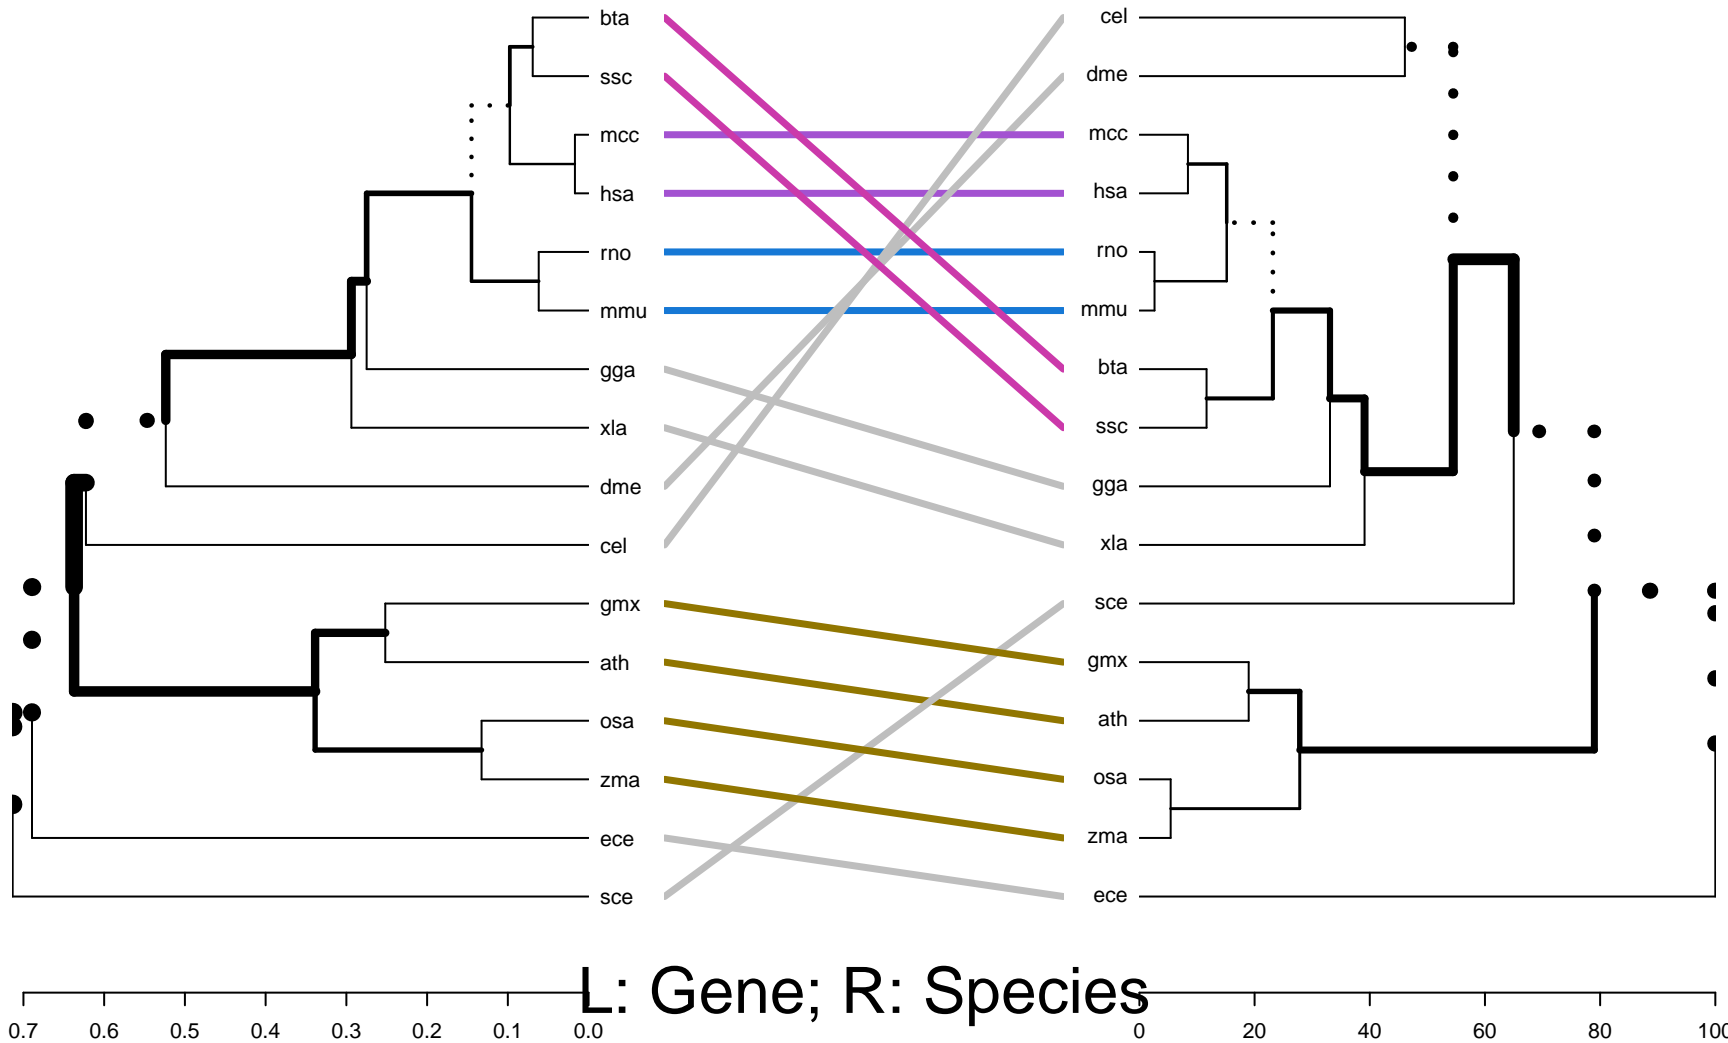 bta
ssc
mcc
hsa
rno
mmu
gga
xla
dme
cel
gmx
ath
osa
zma
ece
sce
cel
dme
mcc
hsa
rno
mmu
bta
ssc
gga
xla
sce
gmx
ath
osa
zma
ece
L: Gene; R: Species
0.7 0.6 0.5 0.4 0.3 0.2 0.1 0.0
0 20 40 60 80 100